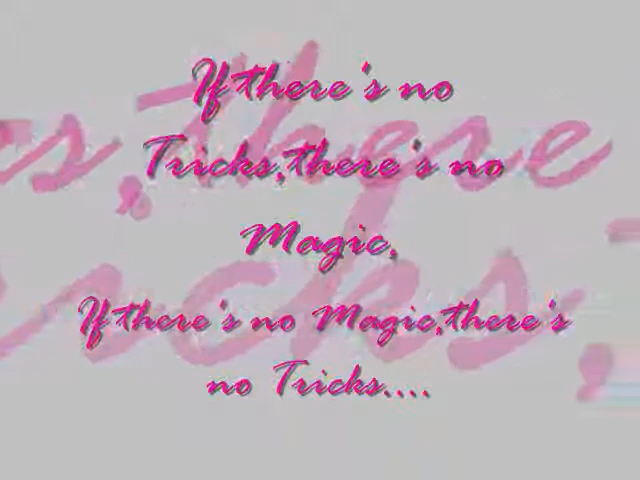 If there's no
Tricks,there's no
Magic,
If there's no Magic,there's
no Tricks....